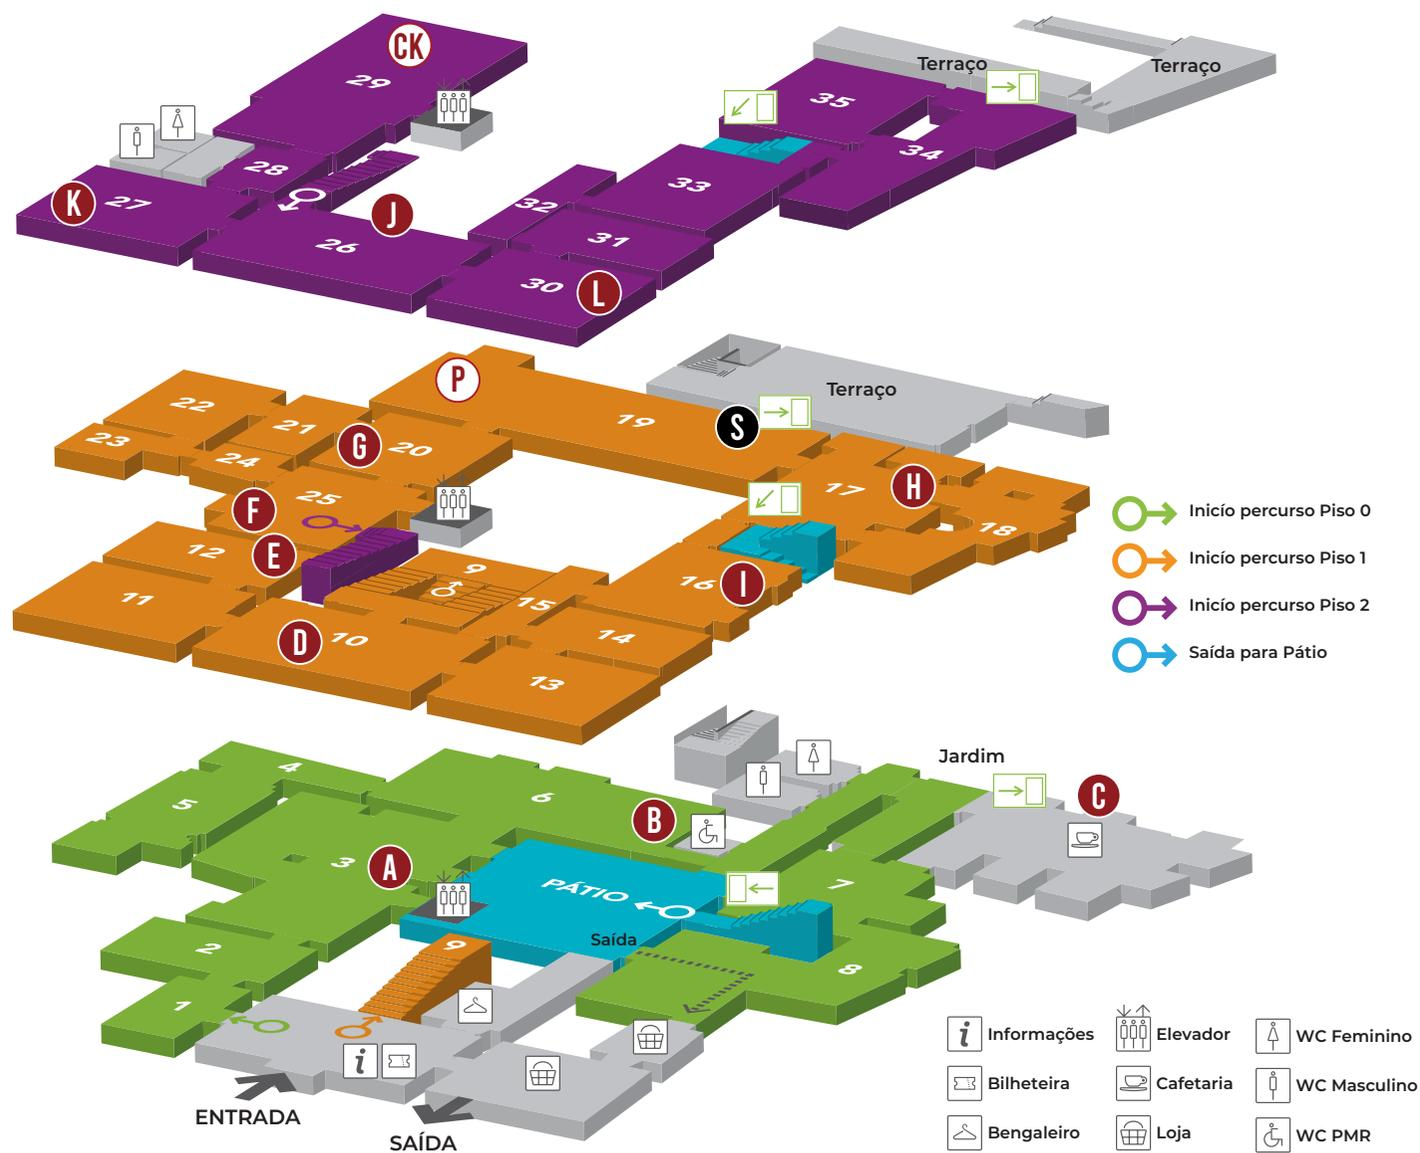 CK
29
28
K
27
J
26
32
33
31
30
L
Terraço
Terraço
35
34
P
Terraço
22
23
21
24
G
20
19
S
25
F
17
H
18
12
E
9
11
16
I
15
D
10
14
13
Inicío percurso Piso 0
Inicío percurso Piso 1
Inicío percurso Piso 2
Saída para Pátio
Jardim
4
5
6
B
C
3
A
PÁTIO
7
2
9
Saída
8
1
ENTRADA
SAÍDA
i
i Informações
Elevador
WC Feminino
Bilheteira
Cafetaria
WC Masculino
Bengaleiro
Loja
WC PMR